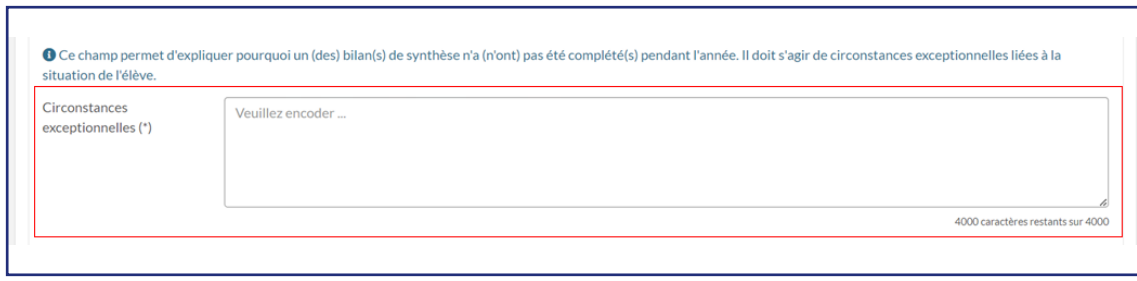 Ce champ permet d'expliquer pourquoi un (des) bilan(s) de synthèse n'a (n'ont) pas été complété(s) pendant l'année. Il doit s'agir de circonstances exceptionnelles liées à la
situation de l'élève.
Circonstances
exceptionnelles (*)
Veuillez encoder ...
4000 caractères restants sur 4000